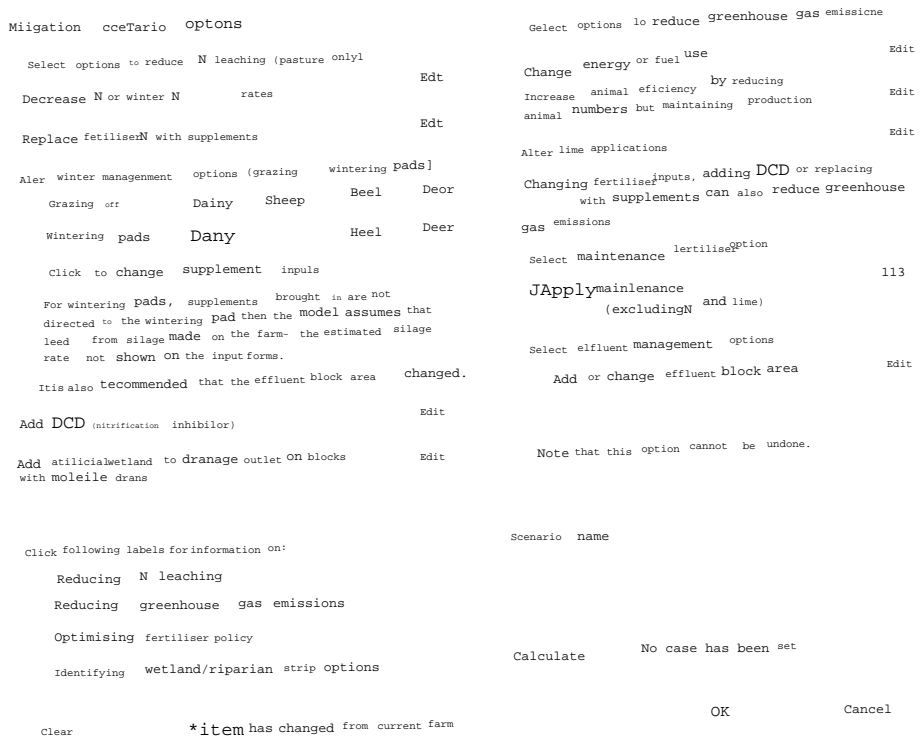 Miigation cceTario optons
Select options to reduce N leaching (pasture onlyl
Edt
Decrease N or winter N rates
Edt
Replace fetiliserN with supplements
Aler winter managenment options (grazing wintering pads]
Grazing off Dainy Sheep Beel Deor
Wintering pads Dany Heel Deer
Click to change supplement inpuls
For wintering pads, supplements brought in are not
directed to the wintering pad then the model assumes that
leed from silage made on the farm- the estimated silage
rate not shown on the input forms.
Itis also tecommended that the effluent block area changed.
Add DCD (nitrification inhibilor) Edit
Add atilicialwetland to dranage outlet on blocks Edit
with moleile drans
Click following labels for information on:
Reducing N leaching
Reducing greenhouse gas emissions
Optimising fertiliser policy
Identifying wetland/riparian strip options
Clear *item has changed from current farm
Gelect options lo reduce greenhouse gas emissicne
Change energy or fuel use Edit
Increase animal eficiency by reducing Edit
animal numbers but maintaining production
Edit
Alter lime applications
Changing fertiliser inputs, adding DCD or replacing
with supplements can also reduce greenhouse
gas emissions
Select maintenance lertiliser option
113
JApply mainlenance
(excludingN and lime)
Select elfluent management options
Add or change effluent block area Edit
Note that this option cannot be undone.
Scenario name
Calculate No case has been set
OK Cancel